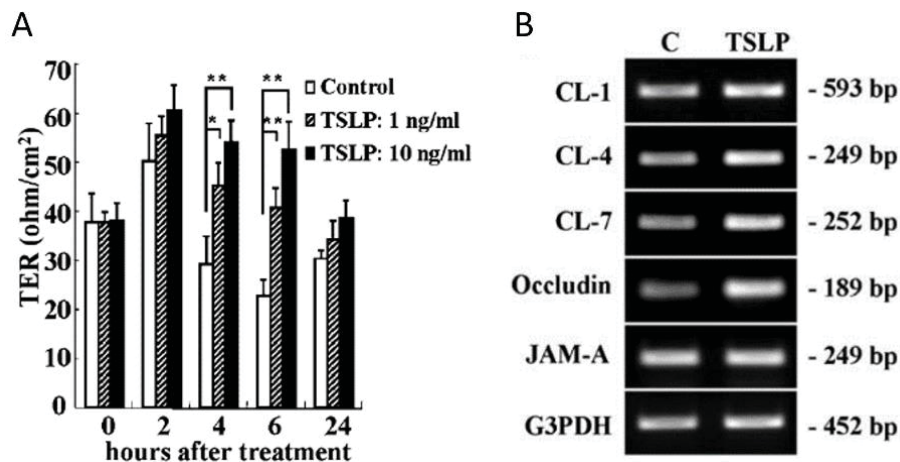 A
70
60
50
40
30
20
10
0
TER (ohm/cm²)
** **
* **
Control
TSLP: 1 ng/ml
TSLP: 10 ng/ml
0 2 4 6 24
hours after treatment
B
C TSLP
CL-1 - 593 bp
CL-4 - 249 bp
CL-7 - 252 bp
Occludin - 189 bp
JAM-A - 249 bp
G3PDH - 452 bp